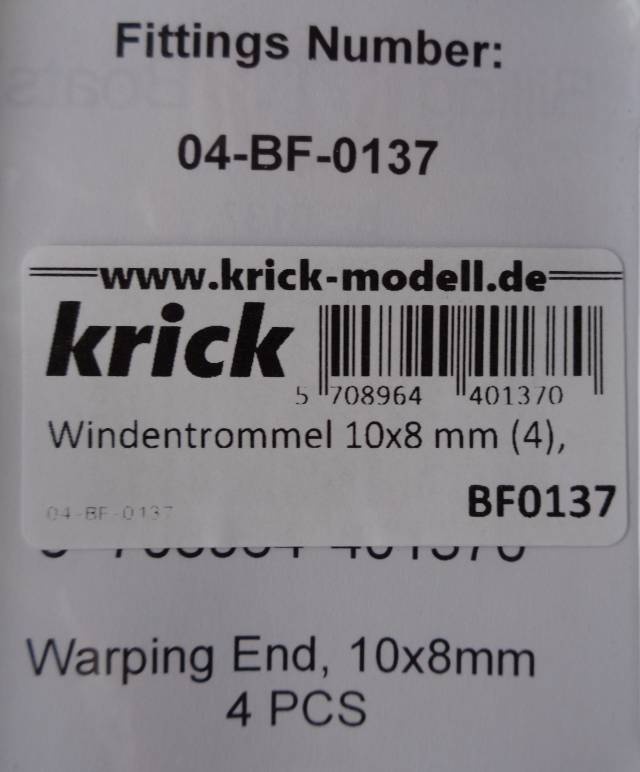 Fittings Number:
04-BF-0137
www.krick-modell.de
krick
5 708964 401370
Windentrommel 10x8 mm (4),
BF0137
04-BF-0137
Warping End, 10x8mm
4 PCS